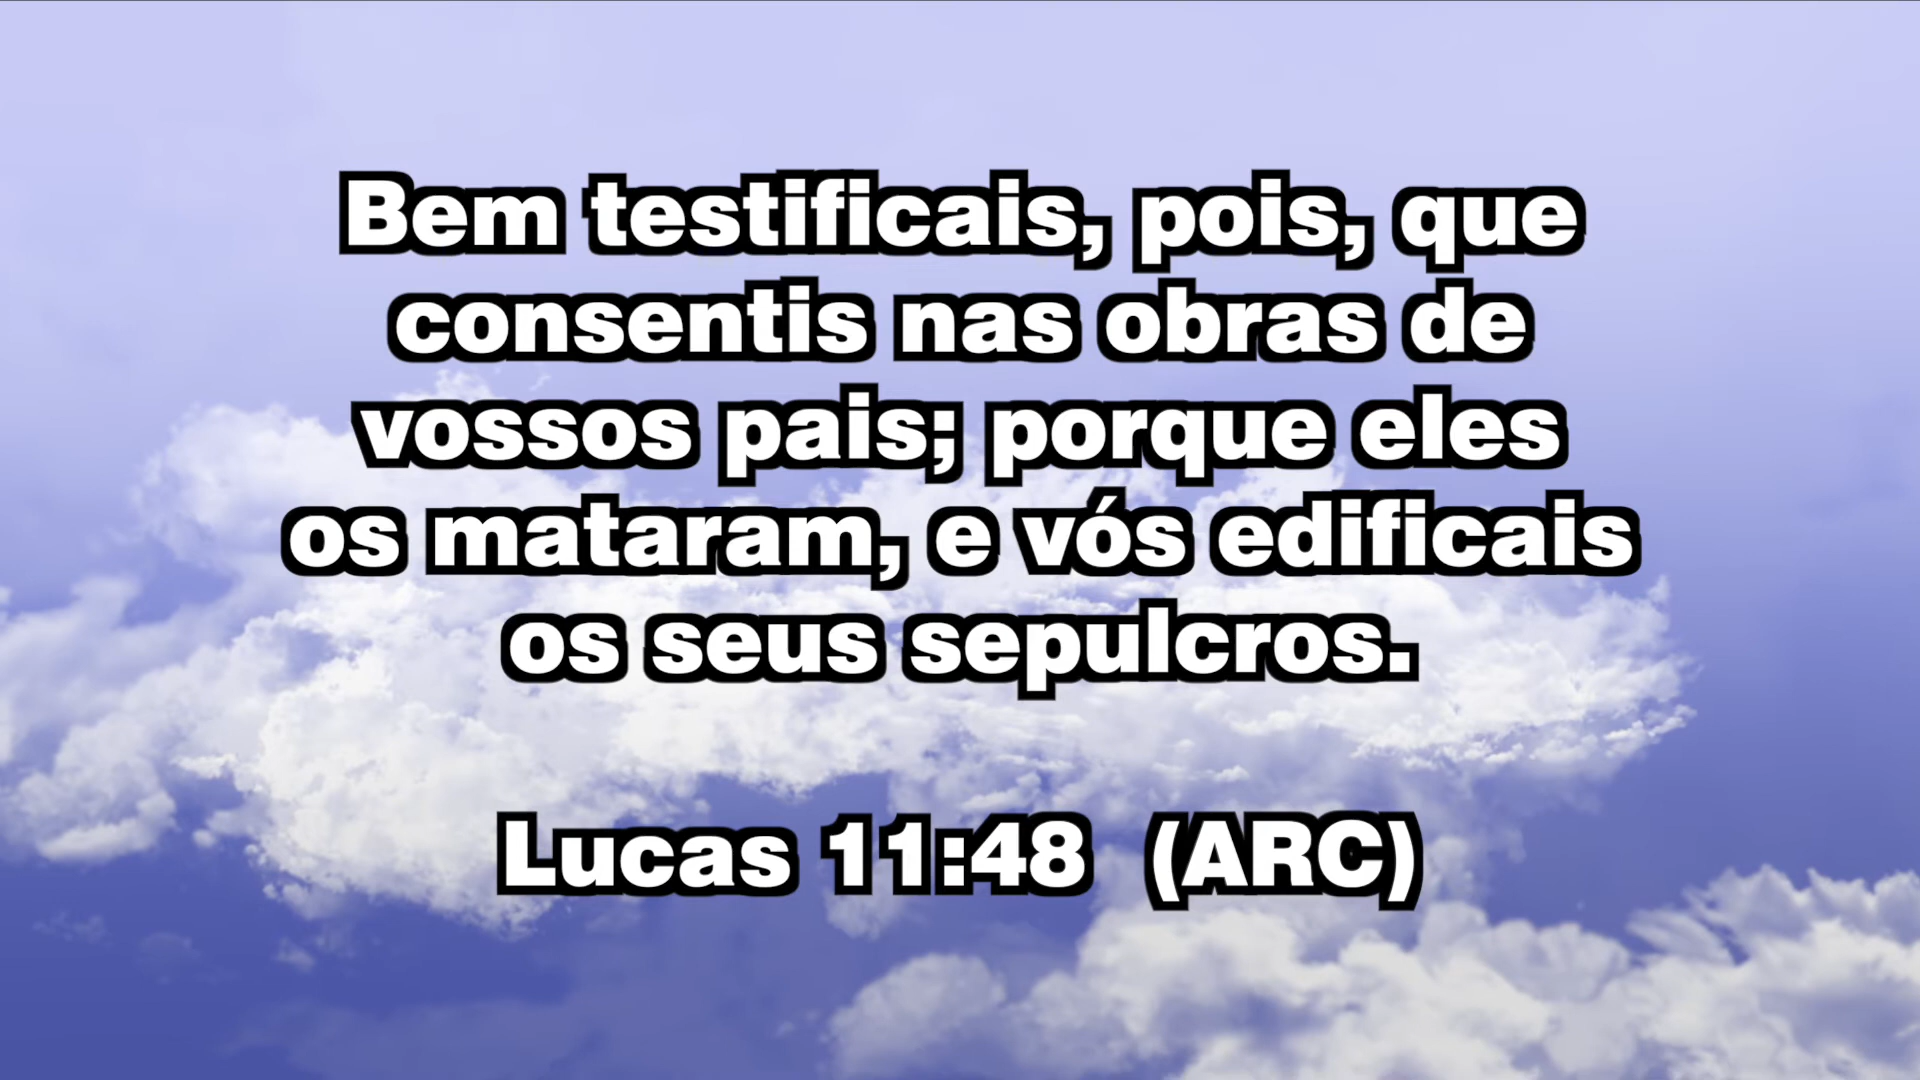 Bem testificais, pois, que
consentis nas obras de
vossos pais; porque eles
os mataram, e vós edificais
os seus sepulcros.
Lucas 11:48  (ARC)